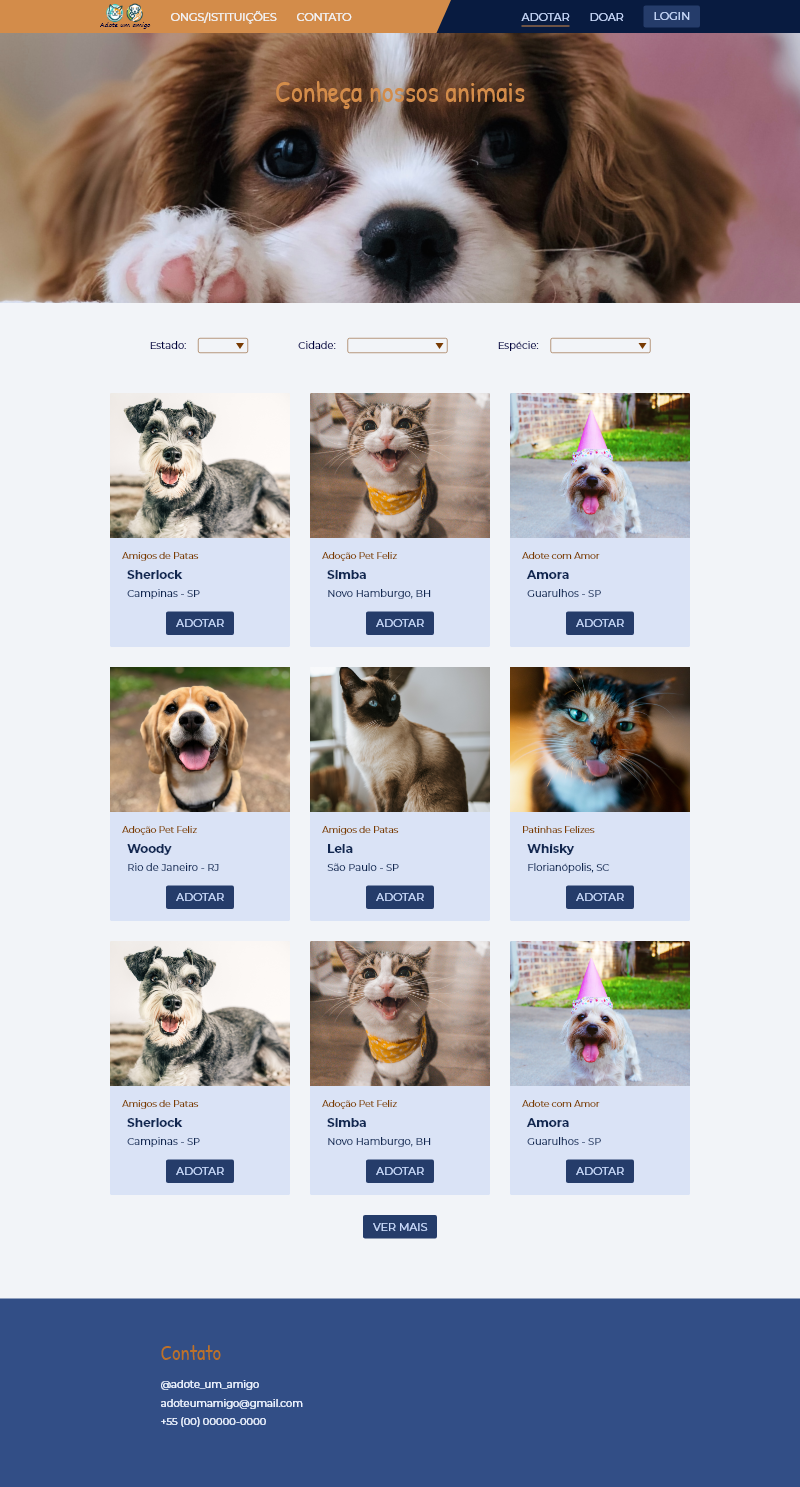 Adote um amigo
ONGS/ISTITUIÇÕES CONTATO ADOTAR DOAR LOGIN
Conheça nossos animais
Estado: Cidade: Espécie:
Amigos de Patas
Sherlock
Campinas - SP
ADOTAR
Adoção Pet Feliz
Simba
Novo Hamburgo, BH
ADOTAR
Adote com Amor
Amora
Guarulhos - SP
ADOTAR
Adoção Pet Feliz
Woody
Rio de Janeiro - RJ
ADOTAR
Amigos de Patas
Lela
São Paulo - SP
ADOTAR
Patinhas Felizes
Whisky
Florianópolis, SC
ADOTAR
Amigos de Patas
Sherlock
Campinas - SP
ADOTAR
Adoção Pet Feliz
Simba
Novo Hamburgo, BH
ADOTAR
Adote com Amor
Amora
Guarulhos - SP
ADOTAR
VER MAIS
Contato
@adote_um_amigo
adoteumamigo@gmail.com
+55 (00) 00000-0000